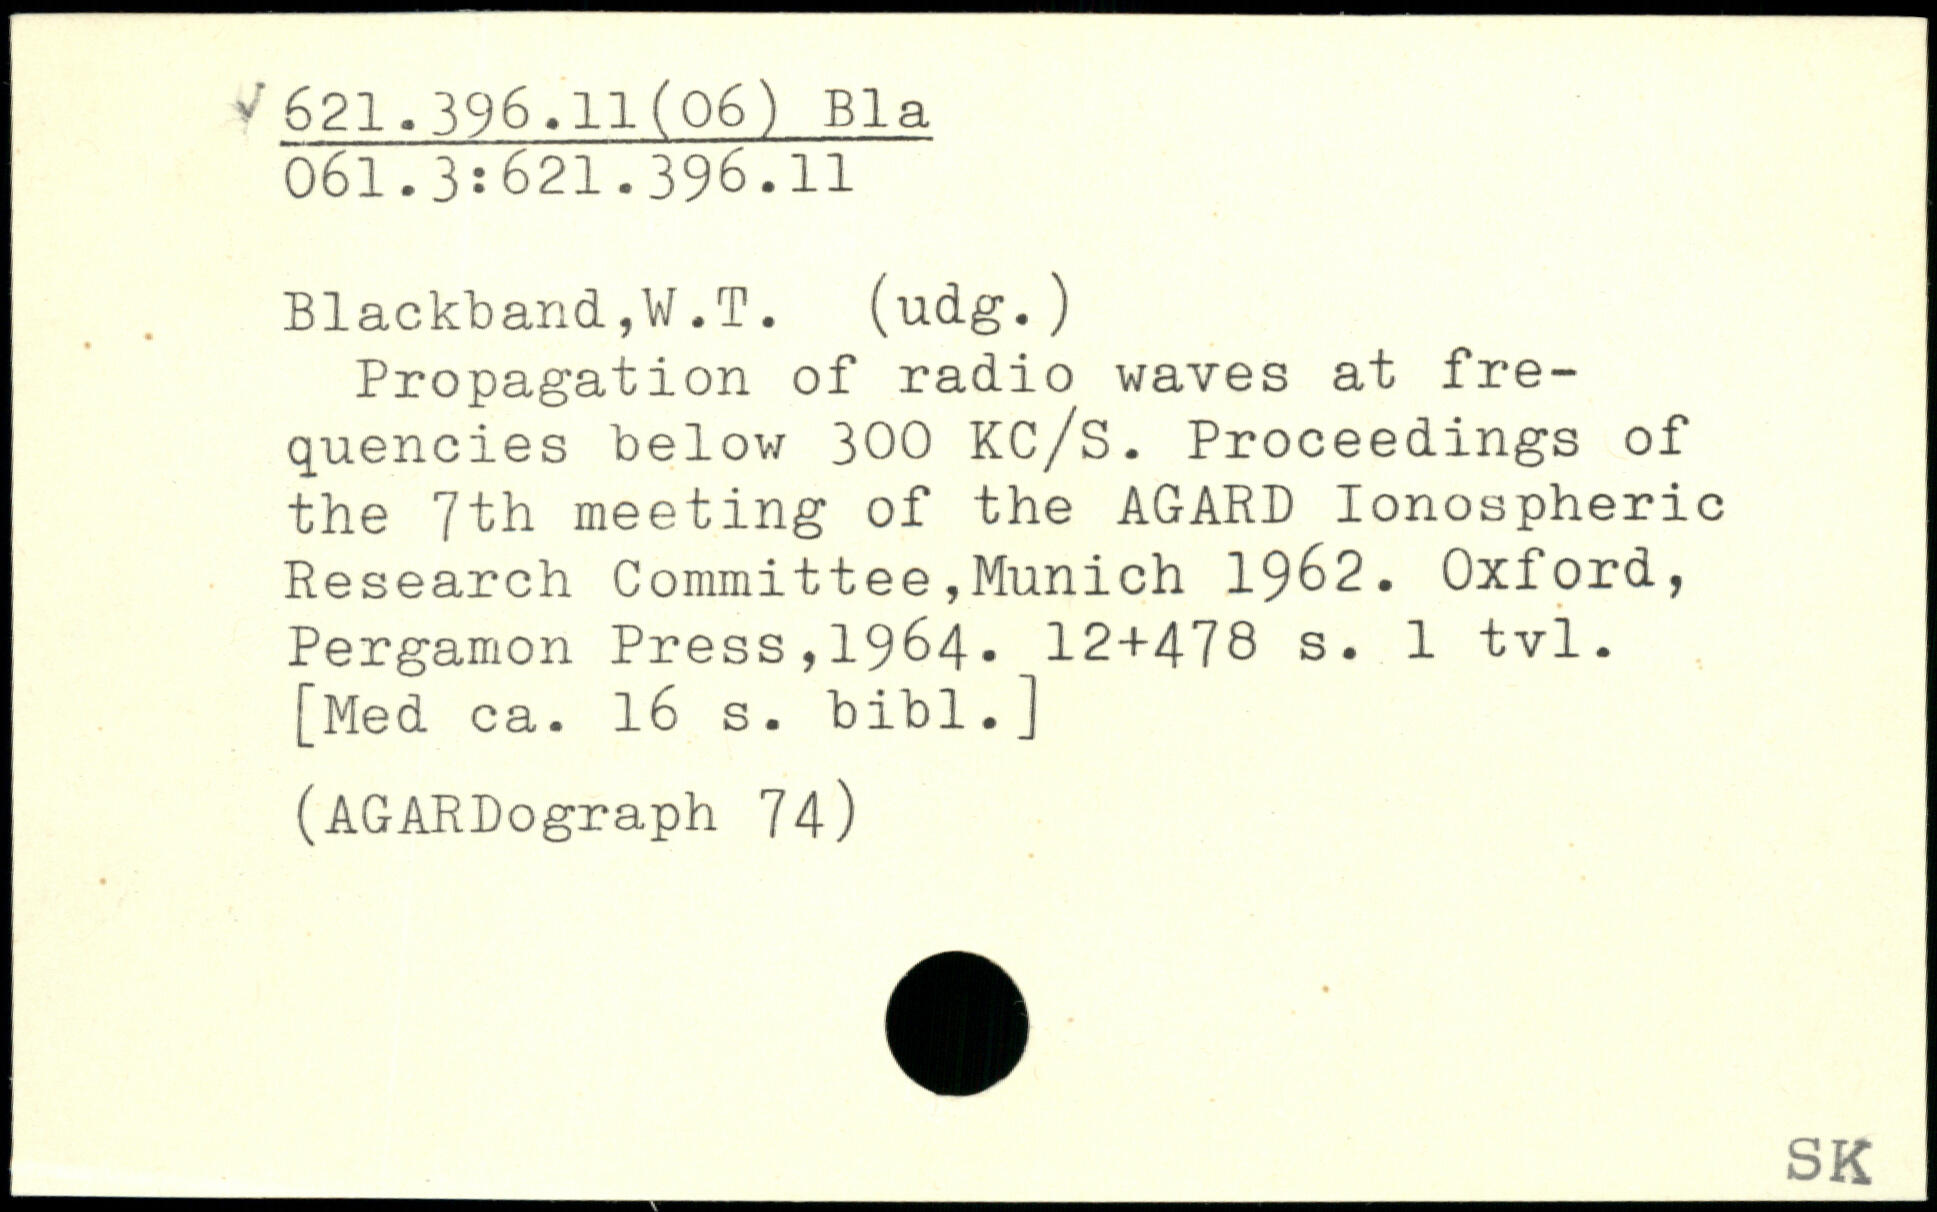 621.396.11(06) Bla
061.3:621.396.11
Blackband,W.T. (udg.)
Propagation of radio waves at fre-
quencies below 300 KC/S. Proceedings of
the 7th meeting of the AGARD Ionospheric
Research Committee,Munich 1962. Oxford,
Pergamon Press,1964. 12+478 s. 1 tvl.
[Med ca. 16 s. bibl.]
(AGARDograph 74)
SK